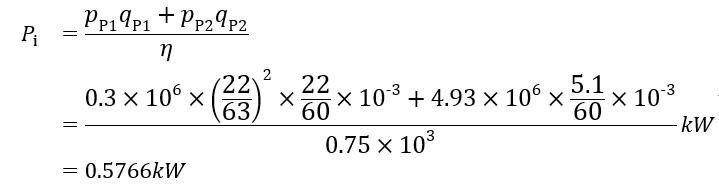 P_i = (p_P1 q_P1 + p_P2 q_P2) / η
= (0.3 × 10^6 × (22/63)^2 × 22/60 × 10^-3 + 4.93 × 10^6 × 5.1/60 × 10^-3) / (0.75 × 10^3) kW
= 0.5766kW